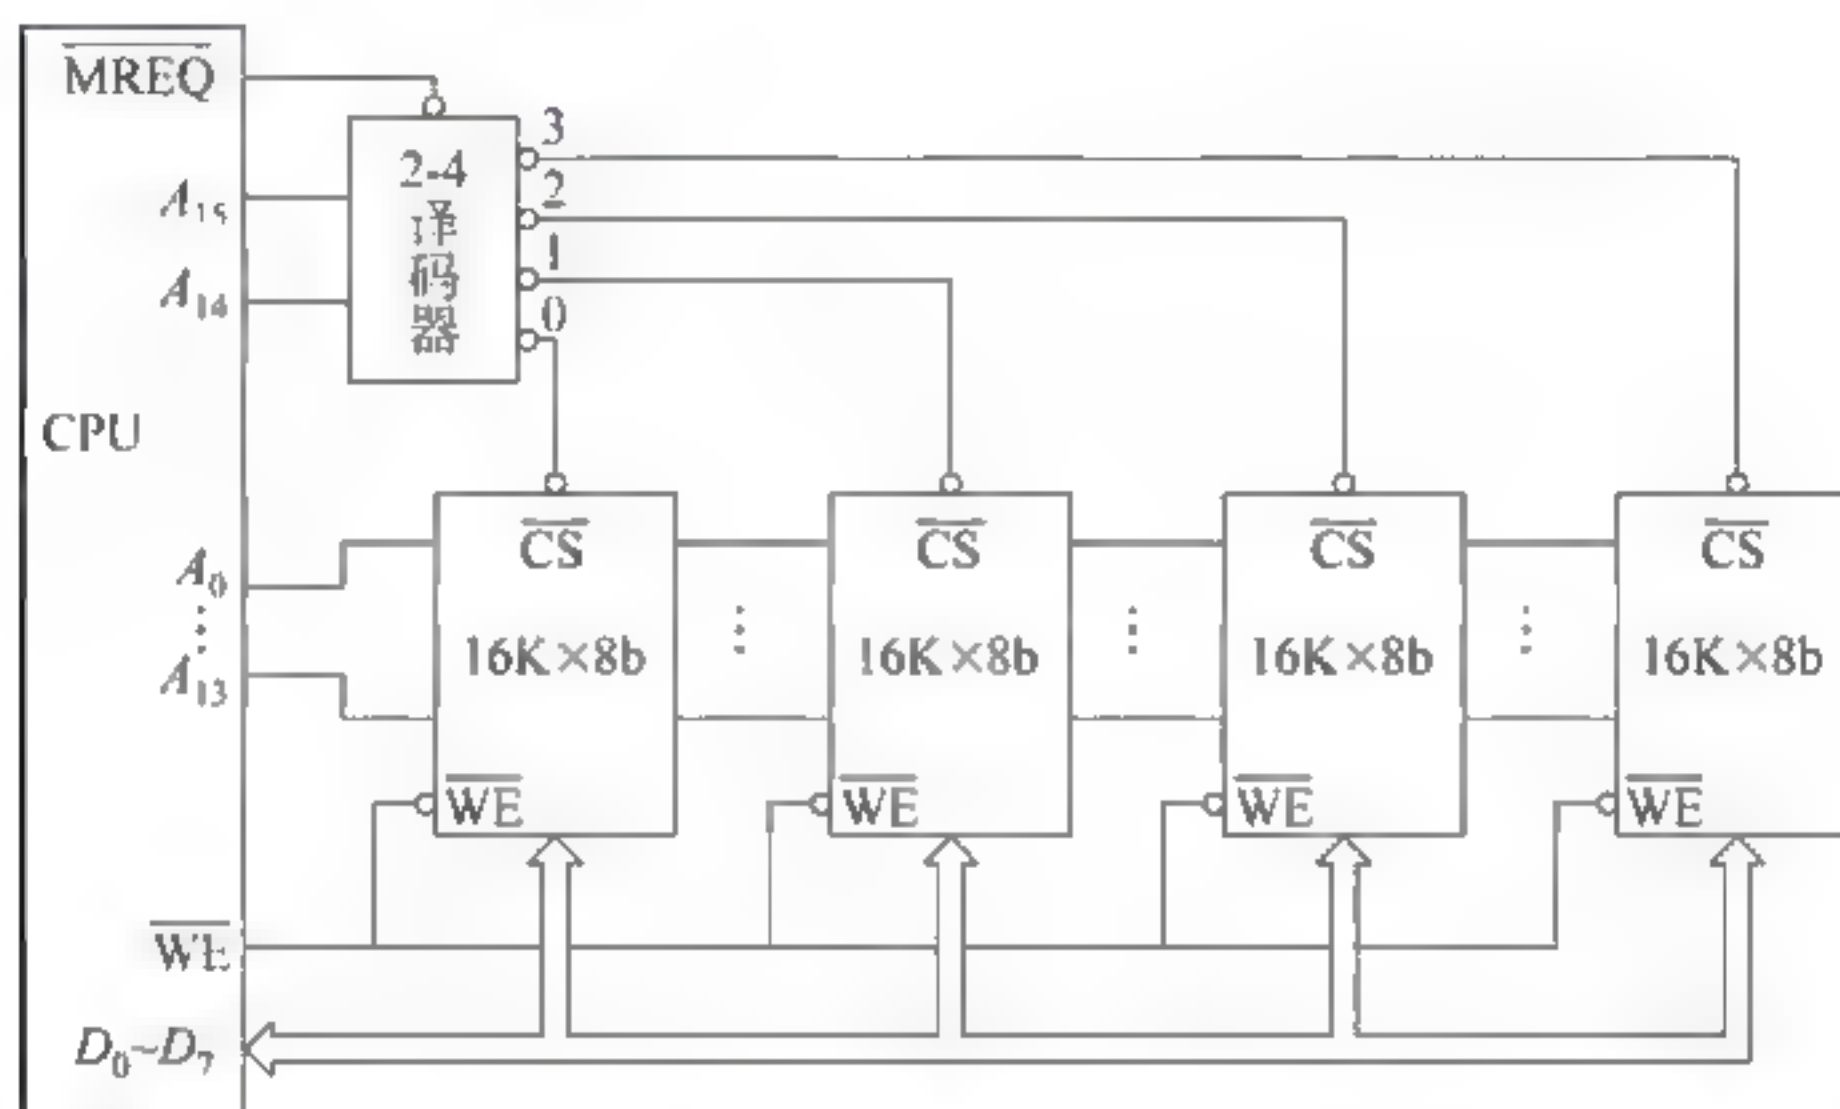 MREQ
3
2-4
译
码
器
2
1
0
A15
A14
CPU
CS
CS
CS
CS
A0
⋮
A13
16K×8b
⋮
16K×8b
⋮
16K×8b
⋮
16K×8b
WE
WE
WE
WE
WE
D0~D7